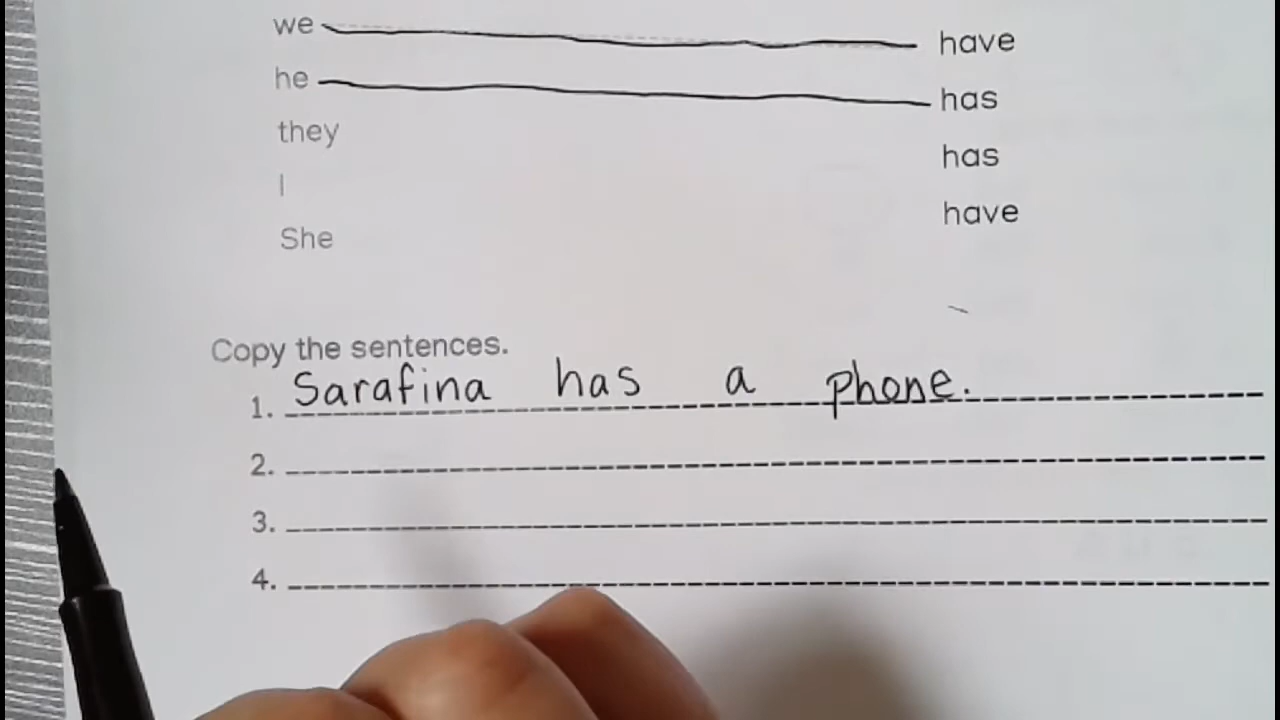 we have
he has
they has
I have
She
Copy the sentences.
1. Sarafina has a phone.
2.
3.
4.